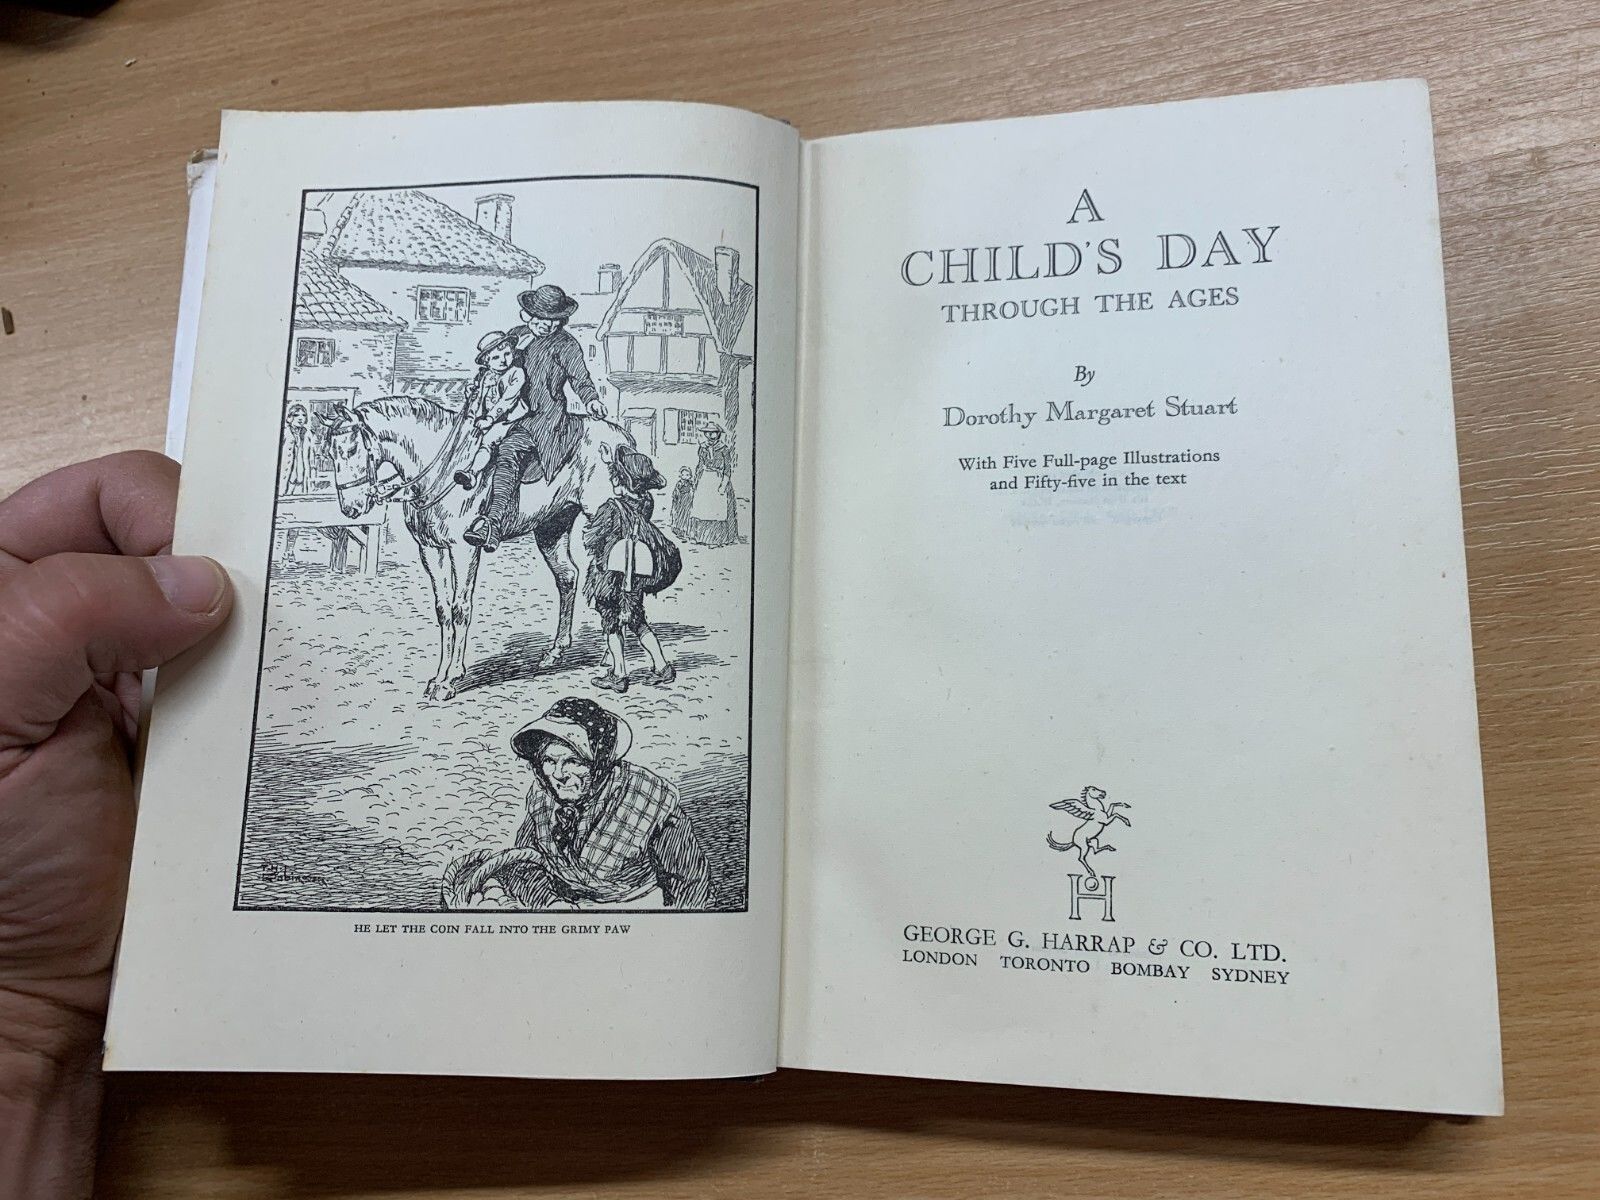 HE LET THE COIN FALL INTO THE GRIMY PAW
A
CHILD'S DAY
THROUGH THE AGES
By
Dorothy Margaret Stuart
With Five Full-page Illustrations
and Fifty-five in the text
H
GEORGE G. HARRAP & CO. LTD.
LONDON TORONTO BOMBAY SYDNEY